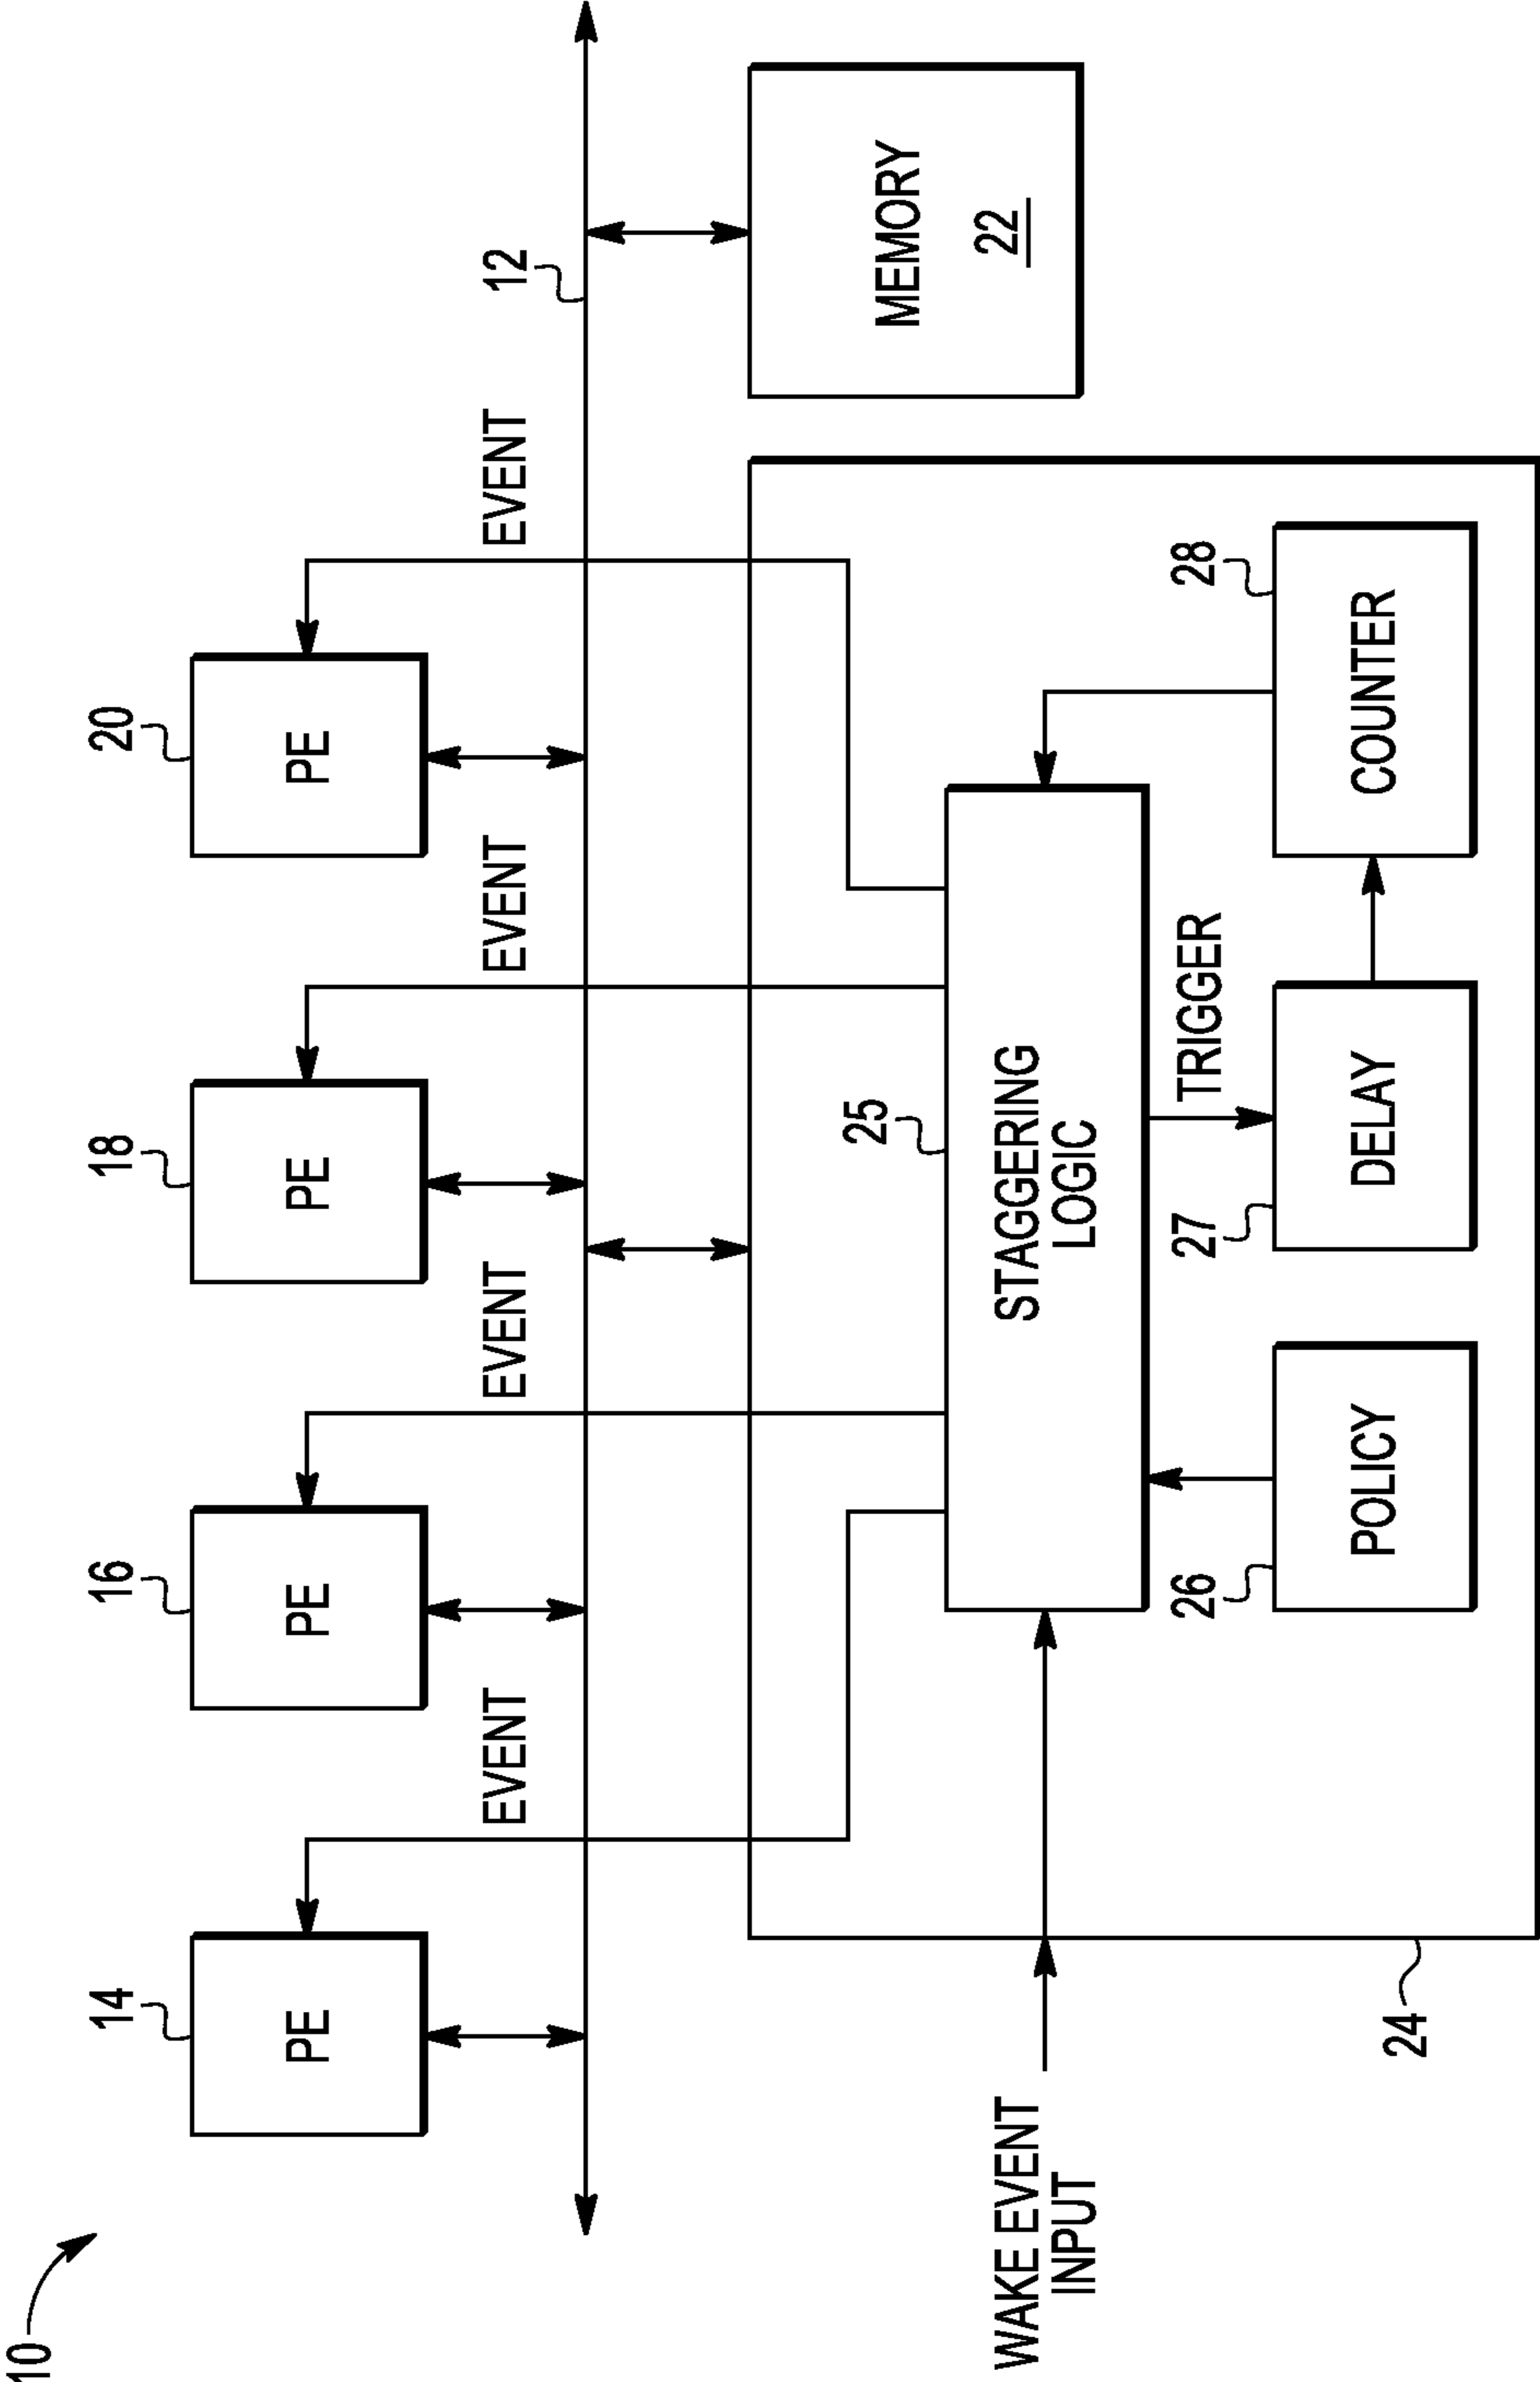 10
14
PE
16
PE
18
PE
20
PE
EVENT
EVENT
EVENT
EVENT
12
MEMORY
22
25
WAKE EVENT
INPUT
STAGGERING
LOGIC
TRIGGER
26
27
28
POLICY
DELAY
COUNTER
24